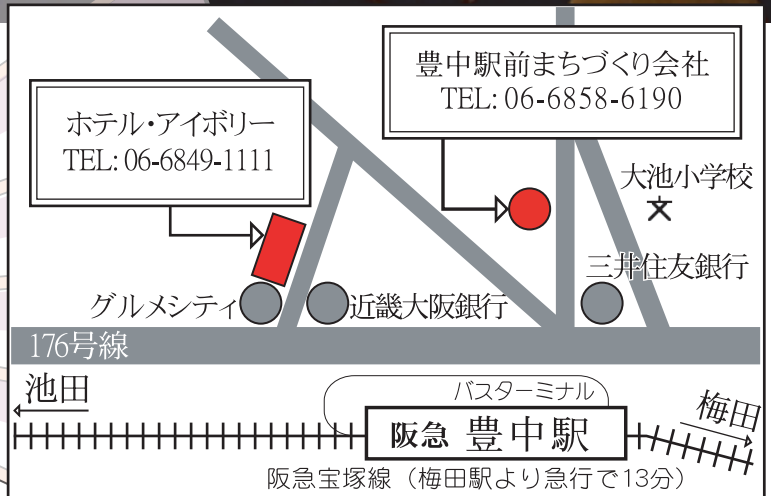 豊中駅前まちづくり会社
TEL: 06-6858-6190
ホテル・アイボリー
TEL: 06-6849-1111
大池小学校
文
三井住友銀行
グルメシティ
近畿大阪銀行
176号線
池田
バスターミナル
梅田
阪急 豊中駅
阪急宝塚線（梅田駅より急行で13分）